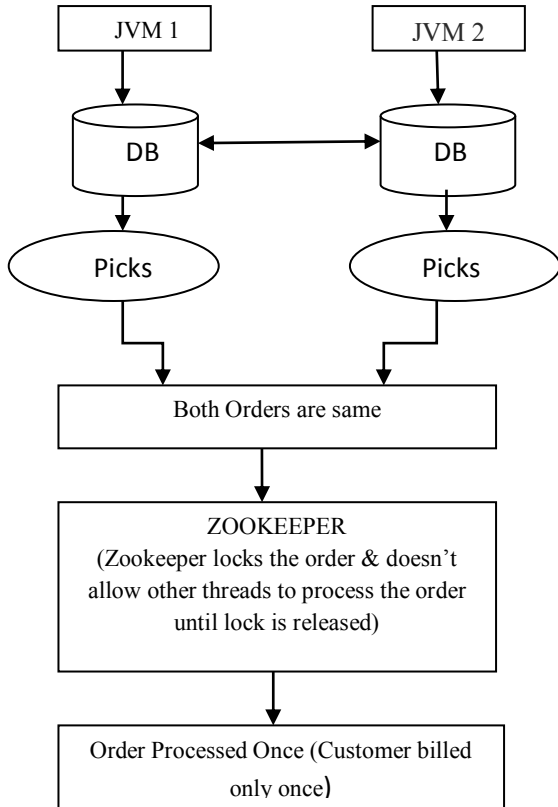 JVM 1
JVM 2
DB
DB
Picks
Picks
Both Orders are same
ZOOKEEPER
(Zookeeper locks the order & doesn’t
allow other threads to process the order
until lock is released)
Order Processed Once (Customer billed
only once)